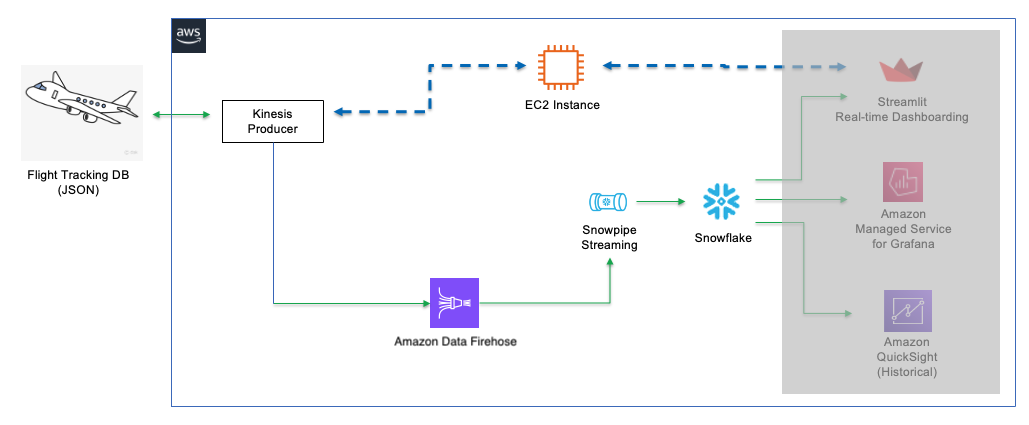 aws
EC2 Instance
Streamlit
Real-time Dashboarding
Kinesis
Producer
Flight Tracking DB
(JSON)
Snowpipe
Streaming
Snowflake
Amazon
Managed Service
for Grafana
Amazon Data Firehose
Amazon
QuickSight
(Historical)